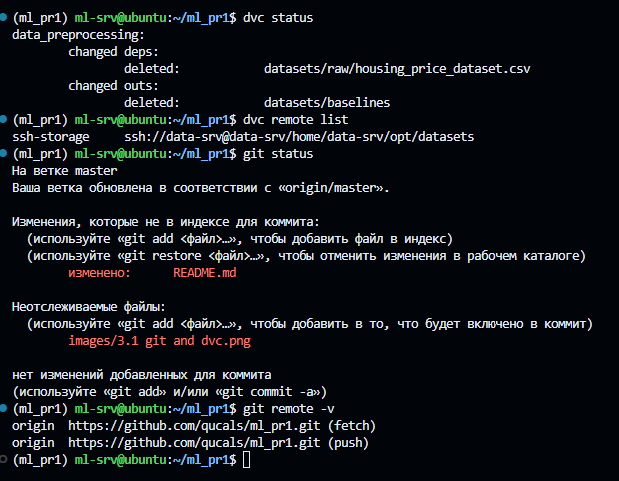 (ml_pr1) ml-srv@ubuntu:~/ml_pr1$ dvc status
data_preprocessing:
        changed deps:
                deleted:            datasets/raw/housing_price_dataset.csv
        changed outs:
                deleted:            datasets/baselines
(ml_pr1) ml-srv@ubuntu:~/ml_pr1$ dvc remote list
ssh-storage     ssh://data-srv@data-srv/home/data-srv/opt/datasets
(ml_pr1) ml-srv@ubuntu:~/ml_pr1$ git status
На ветке master
Ваша ветка обновлена в соответствии с «origin/master».
Изменения, которые не в индексе для коммита:
  (используйте «git add <файл>…», чтобы добавить файл в индекс)
  (используйте «git restore <файл>…», чтобы отменить изменения в рабочем каталоге)
        изменено:      README.md
Неотслеживаемые файлы:
  (используйте «git add <файл>…», чтобы добавить в то, что будет включено в коммит)
        images/3.1 git and dvc.png
нет изменений добавленных для коммита
(используйте «git add» и/или «git commit -a»)
(ml_pr1) ml-srv@ubuntu:~/ml_pr1$ git remote -v
origin  https://github.com/qucals/ml_pr1.git (fetch)
origin  https://github.com/qucals/ml_pr1.git (push)
(ml_pr1) ml-srv@ubuntu:~/ml_pr1$